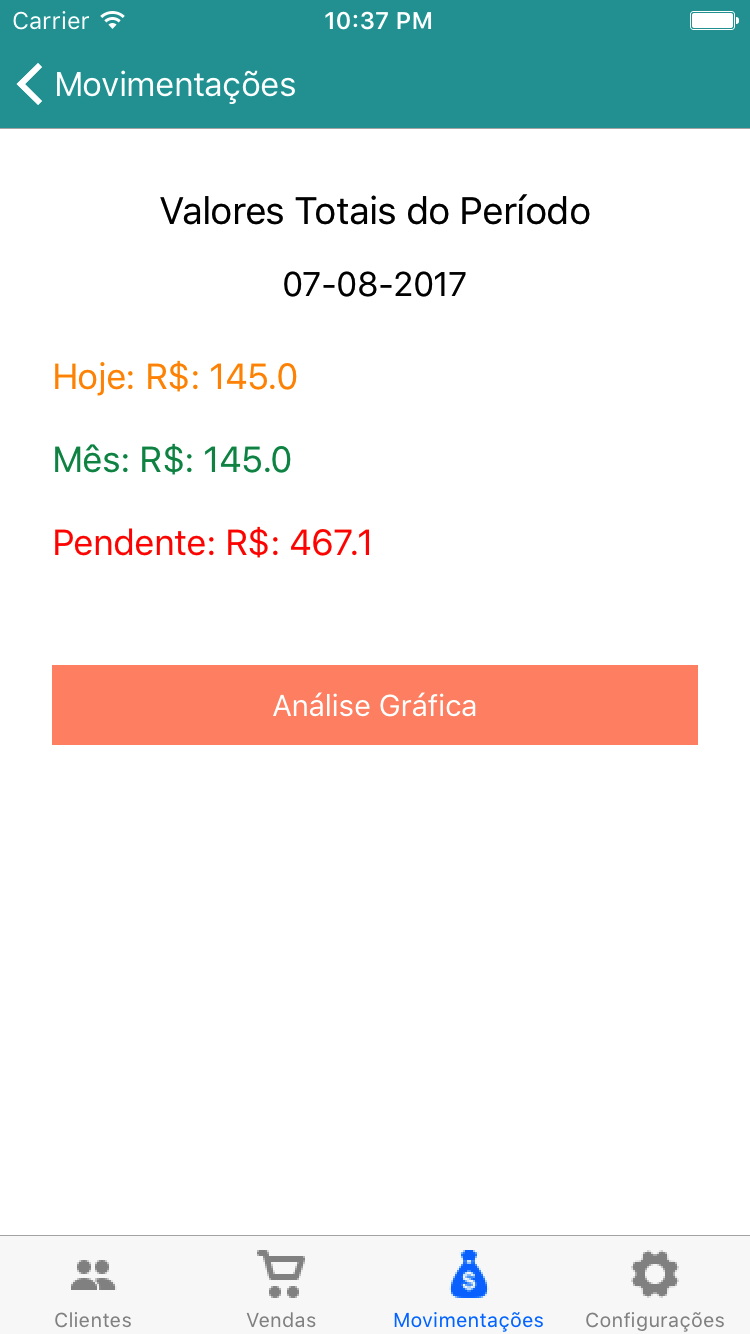 Carrier 10:37 PM
Movimentações
Valores Totais do Período
07-08-2017
Hoje: R$: 145.0
Mês: R$: 145.0
Pendente: R$: 467.1
Análise Gráfica
$
Clientes Vendas Movimentações Configurações